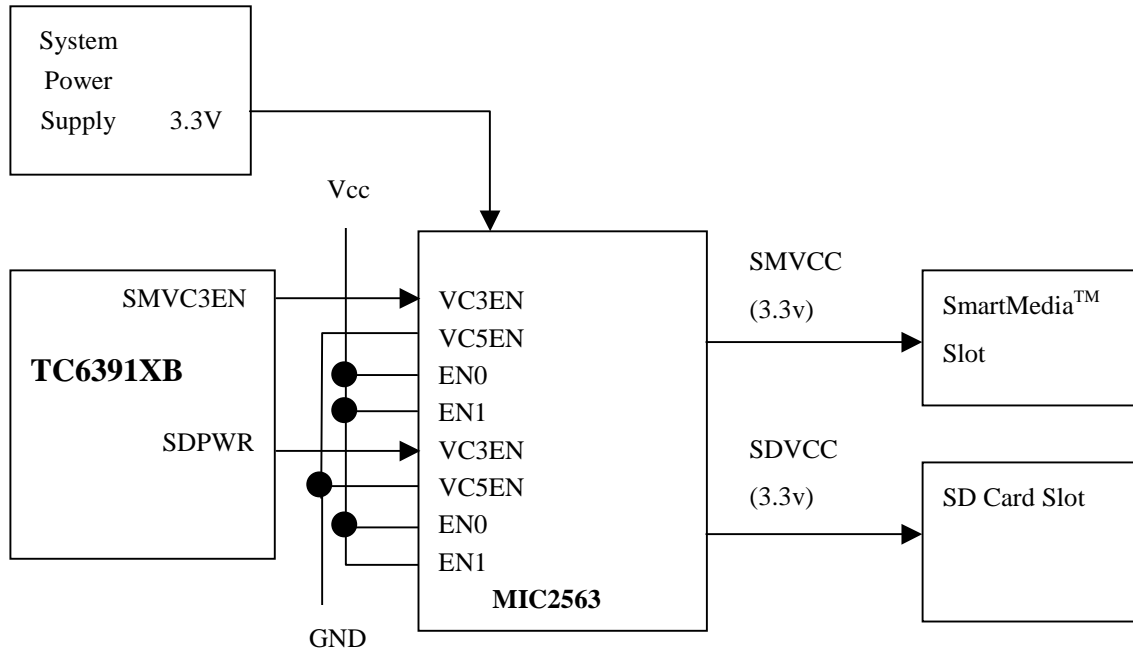 System
Power
Supply 3.3V
Vcc
SMVC3EN
TC6391XB
SDPWR
VC3EN
VC5EN
EN0
EN1
VC3EN
VC5EN
EN0
EN1
MIC2563
GND
SMVCC
(3.3v)
SmartMedia™
Slot
SDVCC
(3.3v)
SD Card Slot